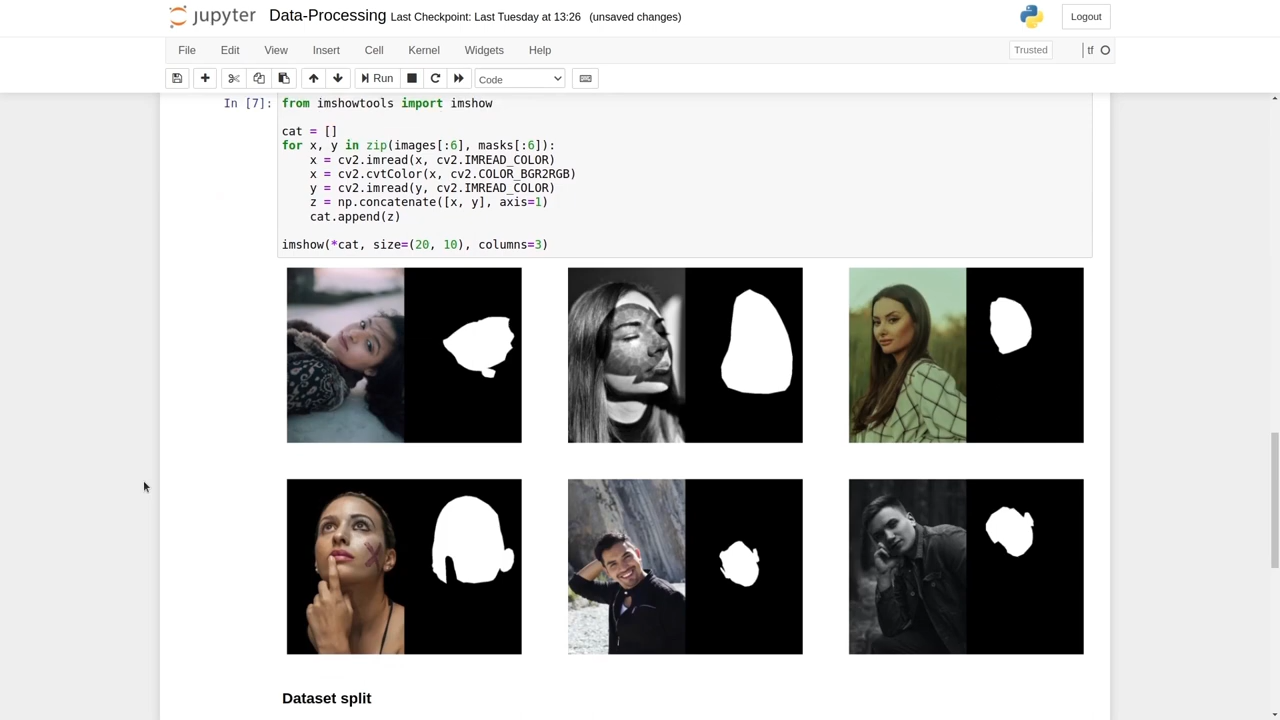 jupyter Data-Processing Last Checkpoint: Last Tuesday at 13:26 (unsaved changes) Logout
File Edit View Insert Cell Kernel Widgets Help Trusted tf
Run Code
In [7]: from imshowtools import imshow
cat = []
for x, y in zip(images[:6], masks[:6]):
    x = cv2.imread(x, cv2.IMREAD_COLOR)
    x = cv2.cvtColor(x, cv2.COLOR_BGR2RGB)
    y = cv2.imread(y, cv2.IMREAD_COLOR)
    z = np.concatenate([x, y], axis=1)
    cat.append(z)
imshow(*cat, size=(20, 10), columns=3)
Dataset split